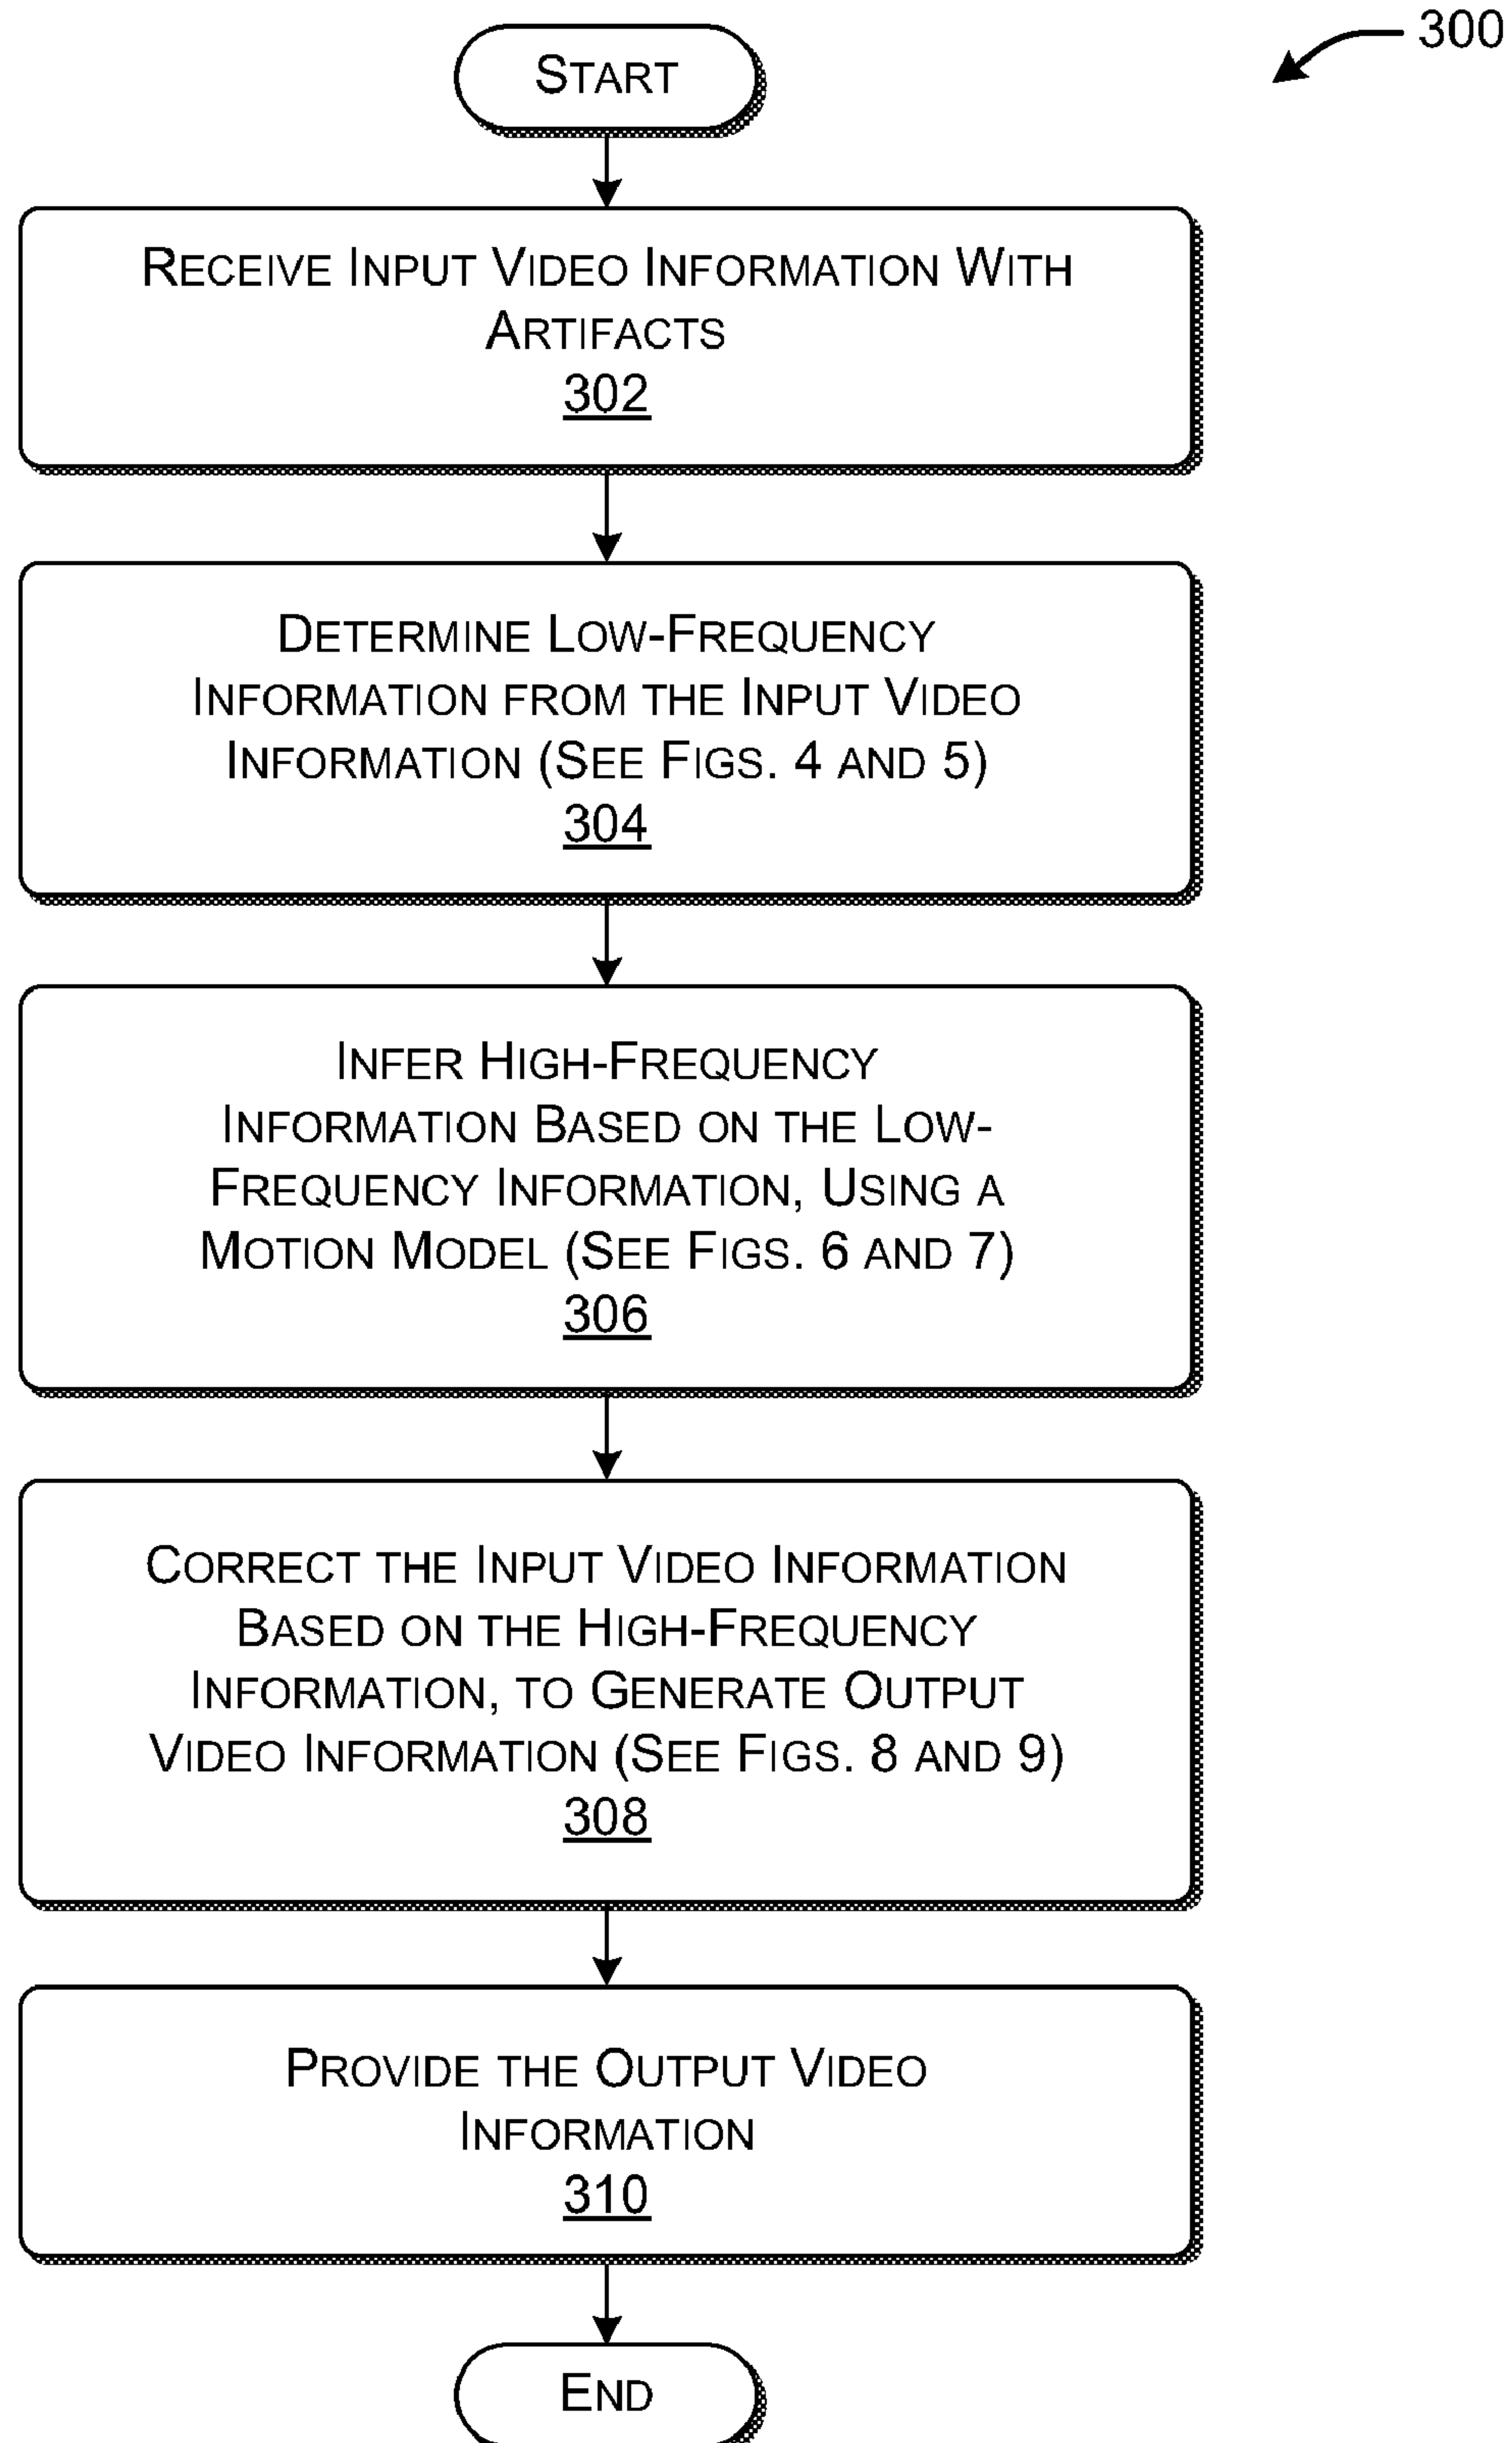 300
START
RECEIVE INPUT VIDEO INFORMATION WITH
ARTIFACTS
302
DETERMINE LOW-FREQUENCY
INFORMATION FROM THE INPUT VIDEO
INFORMATION (SEE FIGS. 4 AND 5)
304
INFER HIGH-FREQUENCY
INFORMATION BASED ON THE LOW-
FREQUENCY INFORMATION, USING A
MOTION MODEL (SEE FIGS. 6 AND 7)
306
CORRECT THE INPUT VIDEO INFORMATION
BASED ON THE HIGH-FREQUENCY
INFORMATION, TO GENERATE OUTPUT
VIDEO INFORMATION (SEE FIGS. 8 AND 9)
308
PROVIDE THE OUTPUT VIDEO
INFORMATION
310
END